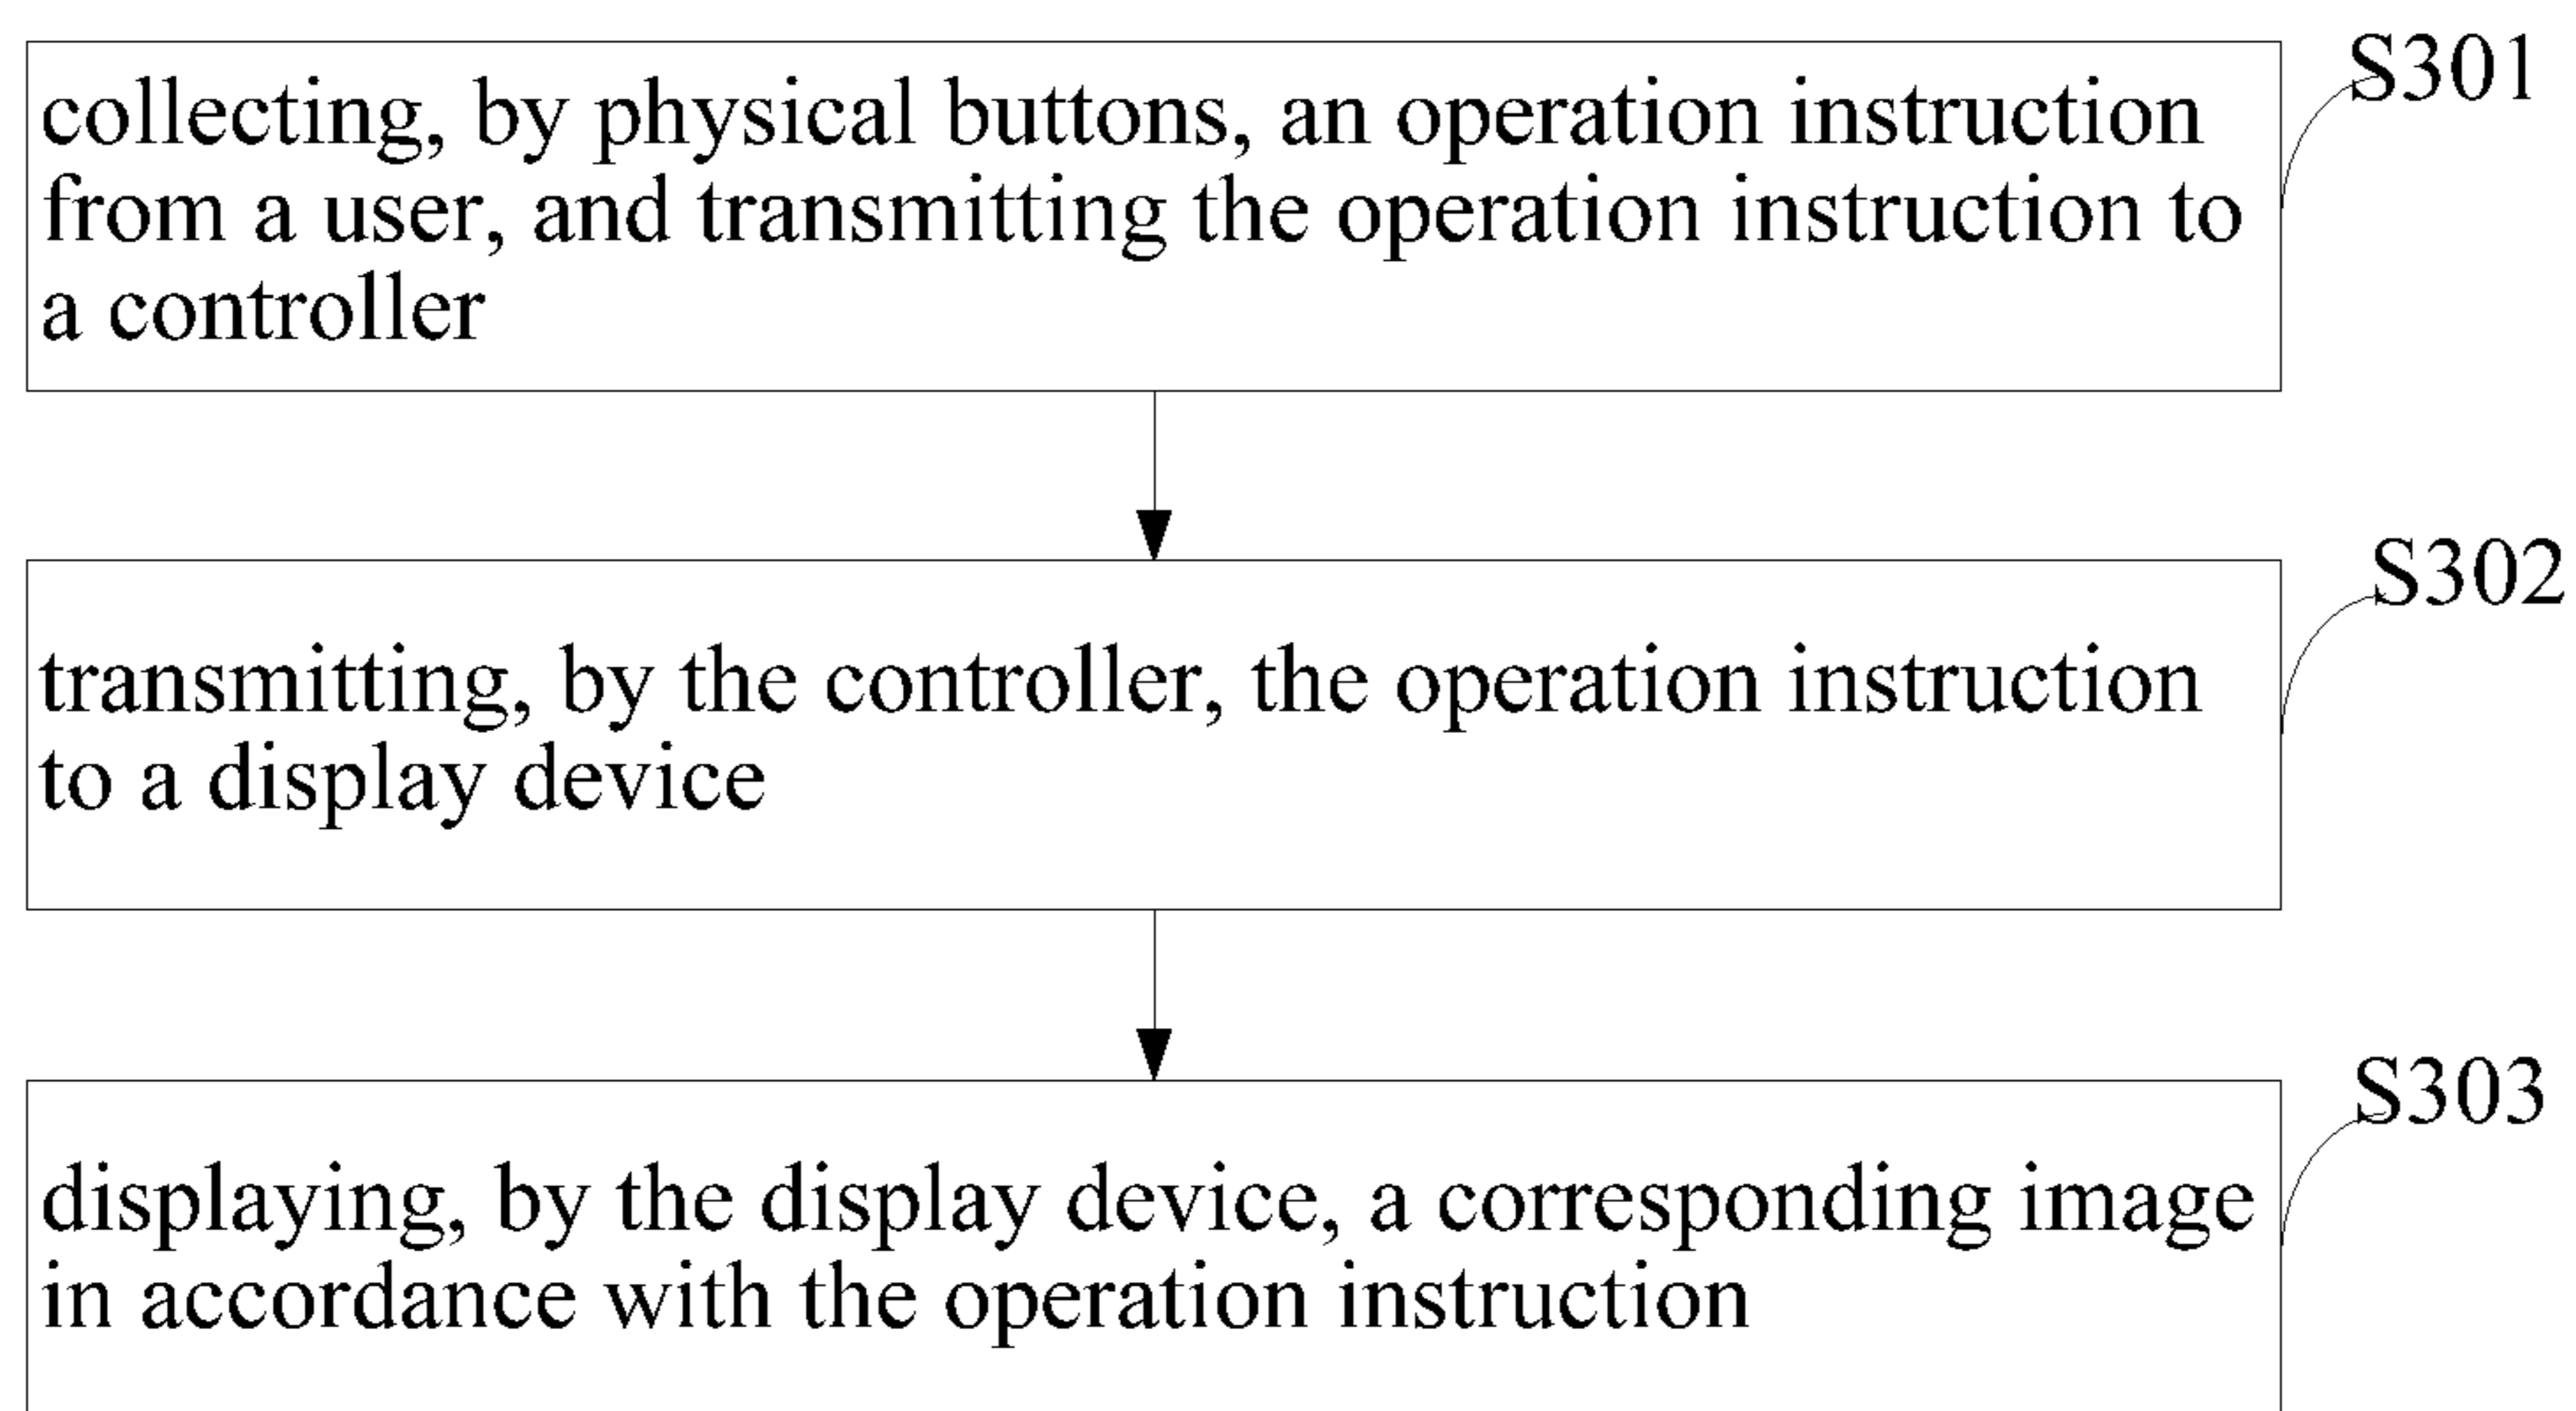 S301
collecting, by physical buttons, an operation instruction
from a user, and transmitting the operation instruction to
a controller
S302
transmitting, by the controller, the operation instruction
to a display device
S303
displaying, by the display device, a corresponding image
in accordance with the operation instruction